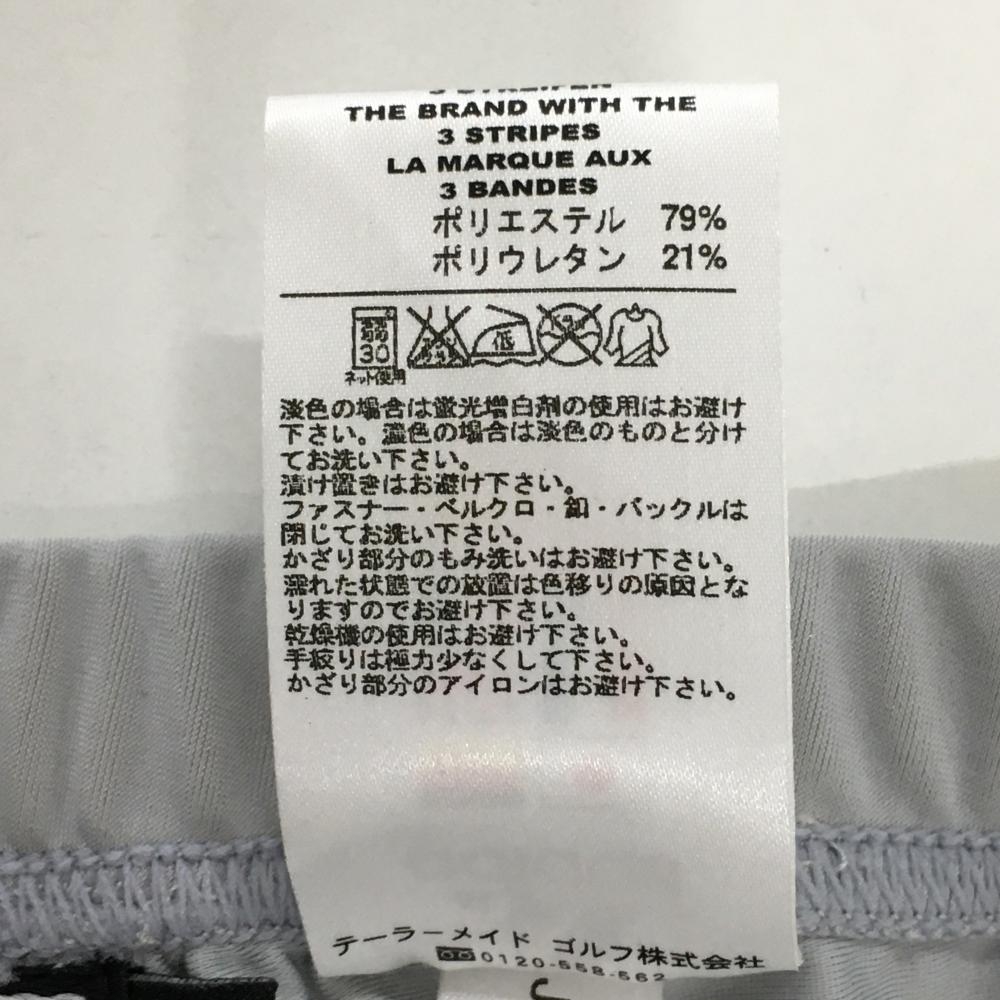 3 STREIFEN
THE BRAND WITH THE
3 STRIPES
LA MARQUE AUX
3 BANDES
ポリエステル 79%
ポリウレタン 21%
弱
30
ネット使用
低
淡色の場合は蛍光増白剤の使用はお避け
下さい。濃色の場合は淡色のものと分け
てお洗い下さい。
漬け置きはお避け下さい。
ファスナー・ベルクロ・釦・バックルは
閉じてお洗い下さい。
かざり部分のもみ洗いはお避け下さい。
濡れた状態での放置は色移りの原因とな
りますのでお避け下さい。
乾燥機の使用はお避け下さい。
手絞りは極力少なくして下さい。
かざり部分のアイロンはお避け下さい。
テーラーメイド ゴルフ株式会社
0120-558-562